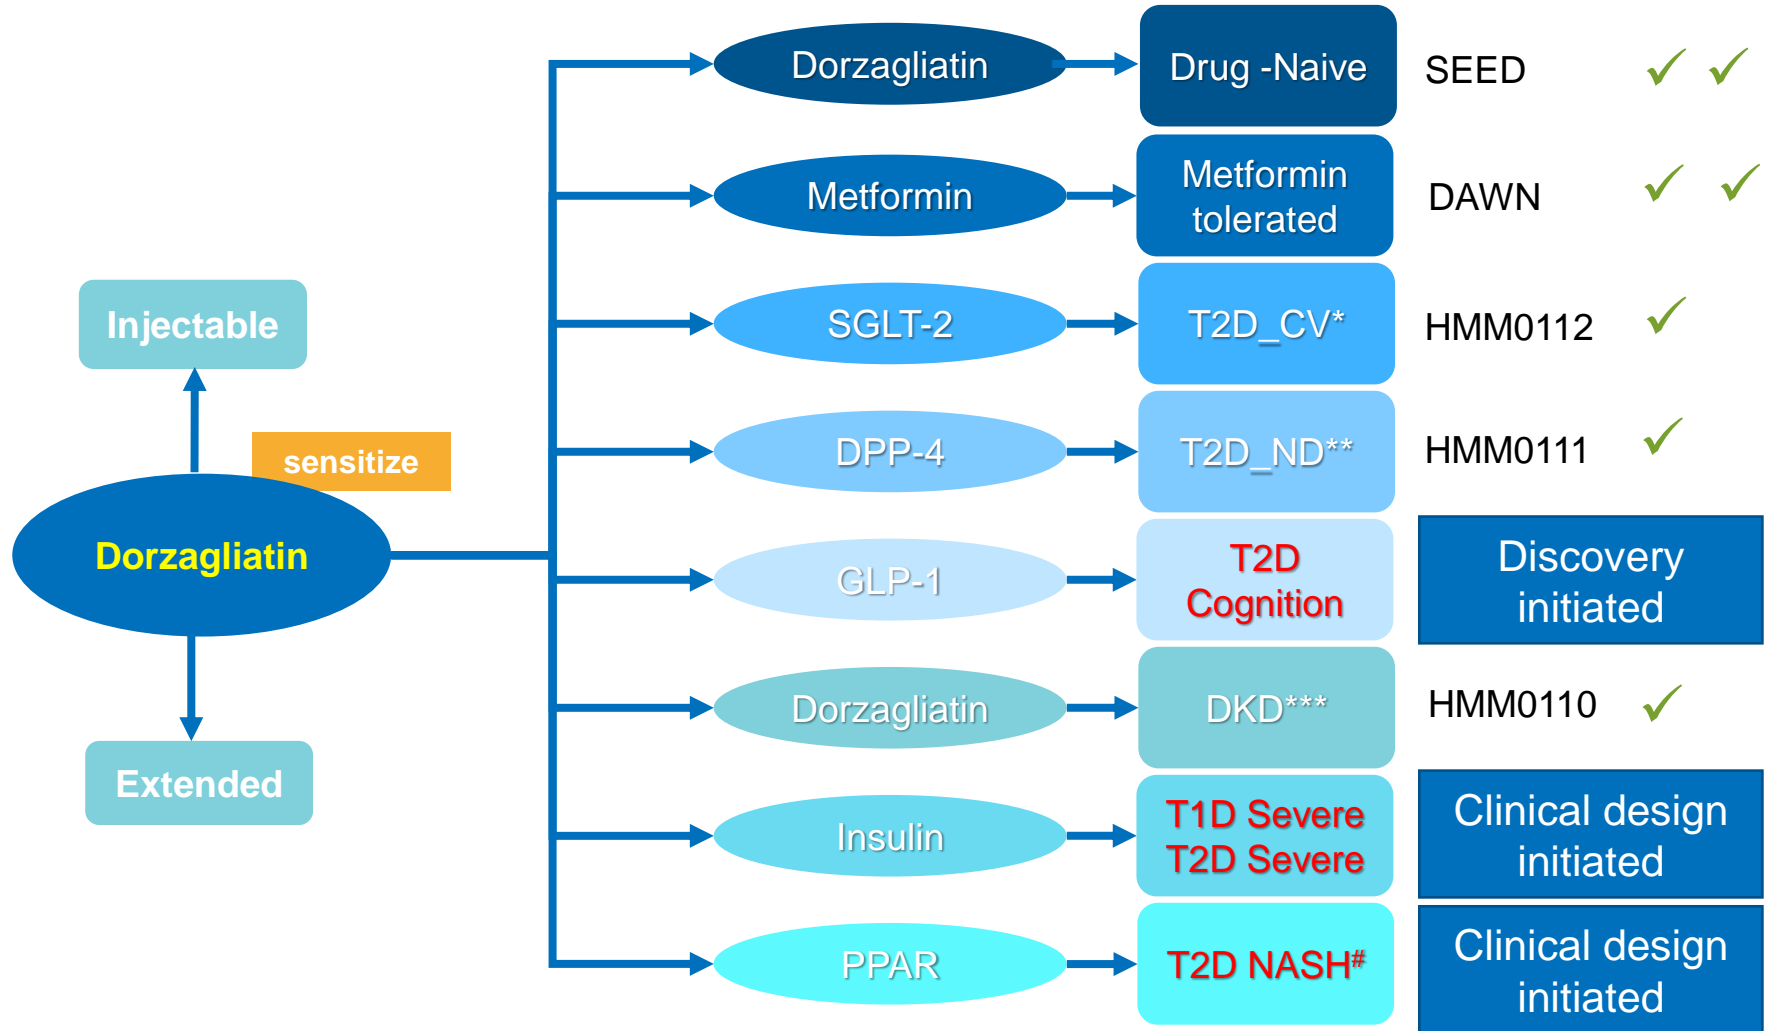 Dorzagliatin
Drug -Naive
SEED
Metformin
Metformin
tolerated
DAWN
Injectable
SGLT-2
T2D_CV*
HMM0112
sensitize
DPP-4
T2D_ND**
HMM0111
Dorzagliatin
GLP-1
T2D
Cognition
Discovery
initiated
Dorzagliatin
DKD***
HMM0110
Extended
Insulin
T1D Severe
T2D Severe
Clinical design
initiated
PPAR
T2D NASH#
Clinical design
initiated